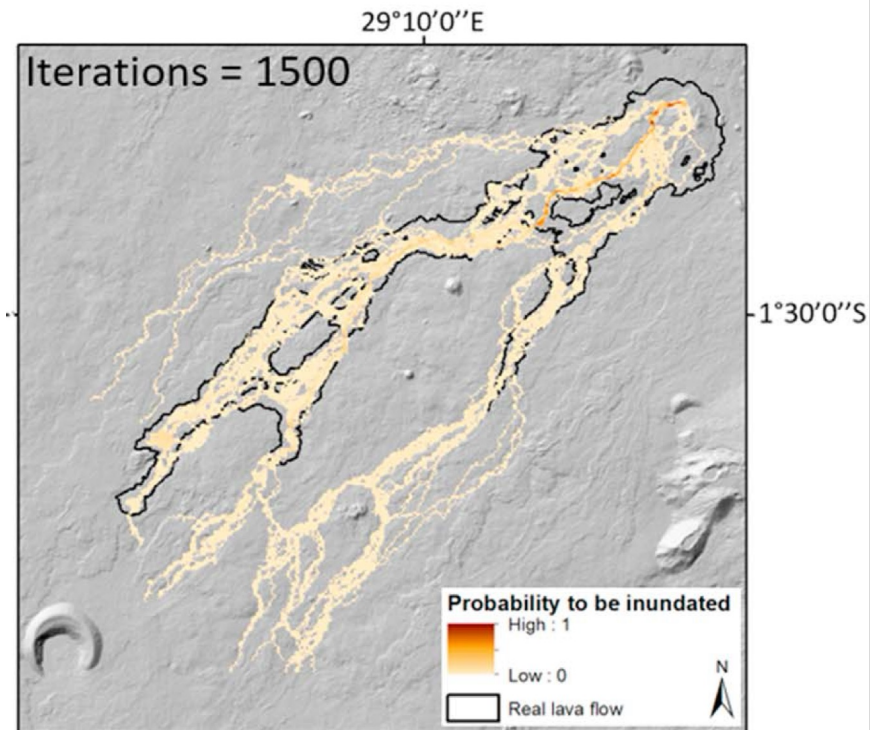 29°10'0''E
Iterations = 1500
1°30'0''S
Probability to be inundated
High : 1
Low : 0
N
Real lava flow